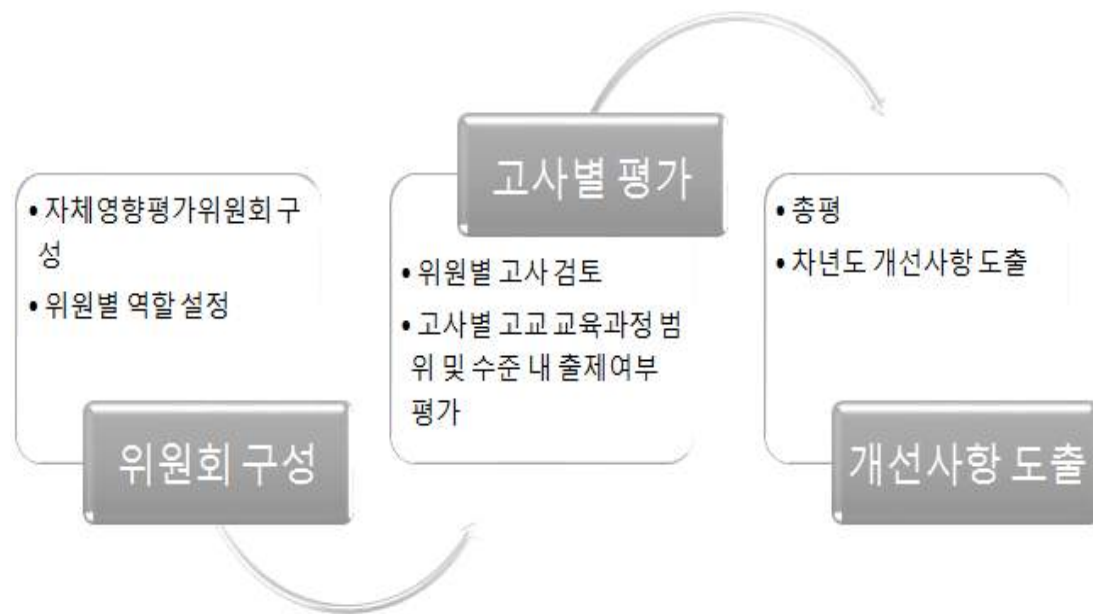 • 자체영향평가위원회 구
성
• 위원별 역할 설정
위원회 구성
고사별 평가
• 위원별 고사 검토
• 고사별 고교 교육과정 범
위 및 수준 내 출제여부
평가
• 총평
• 차년도 개선사항 도출
개선사항 도출